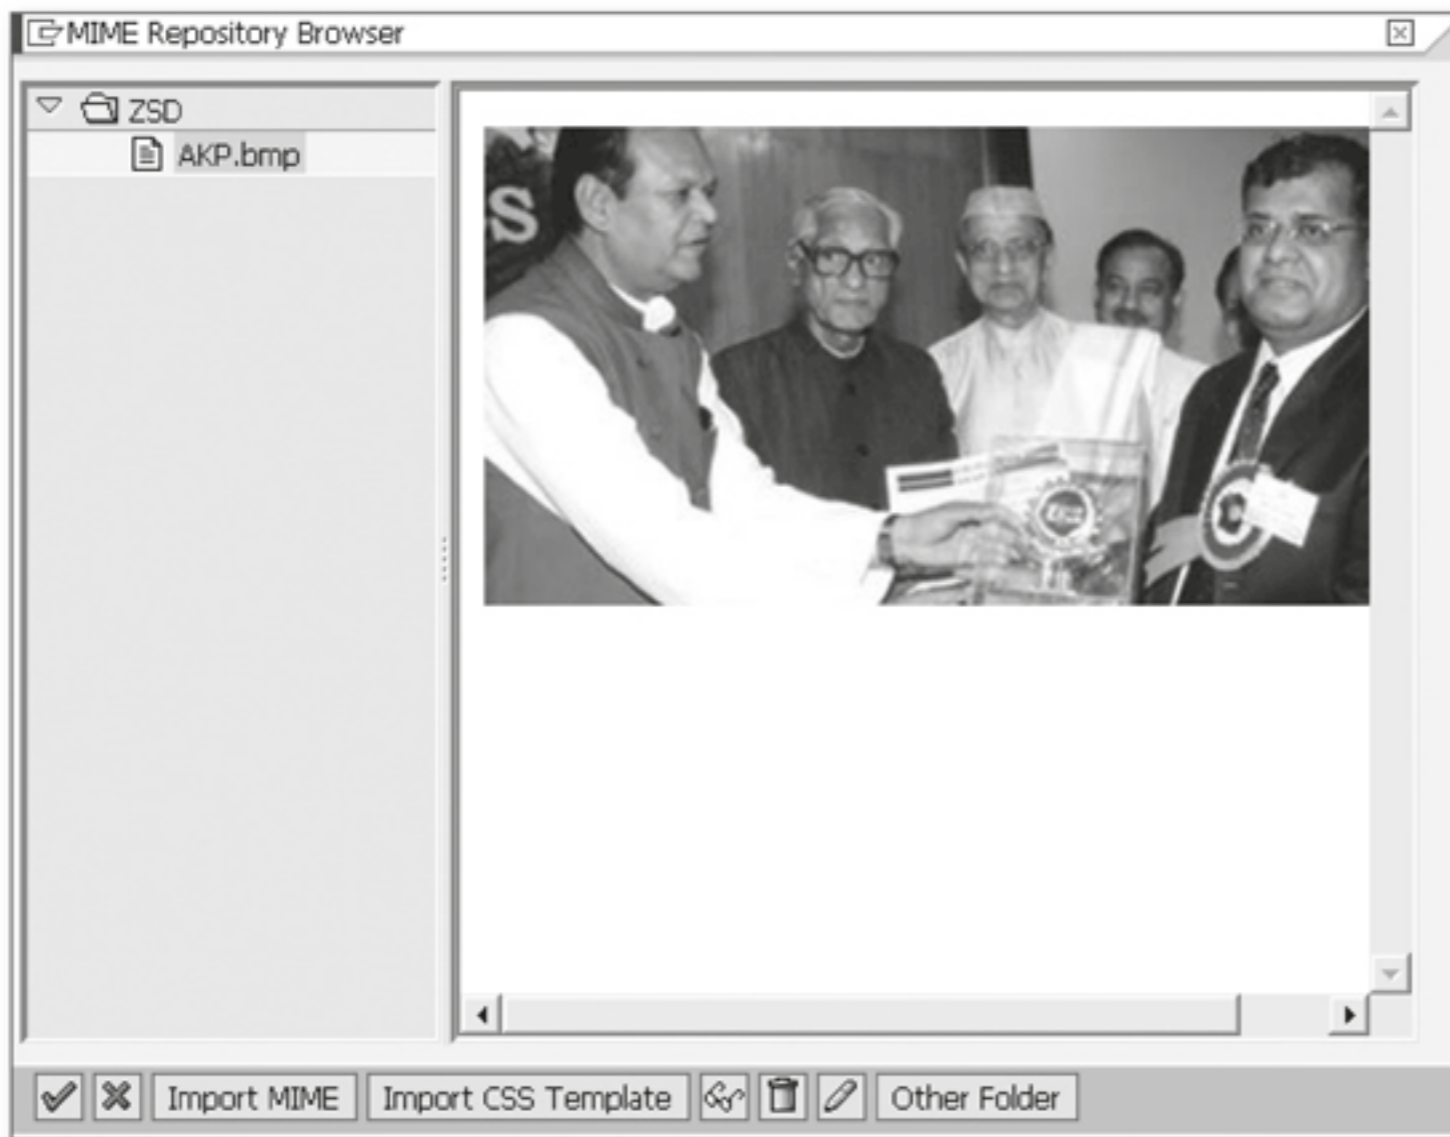 MIME Repository Browser
ZSD
AKP.bmp
S
Import MIME
Import CSS Template
Other Folder